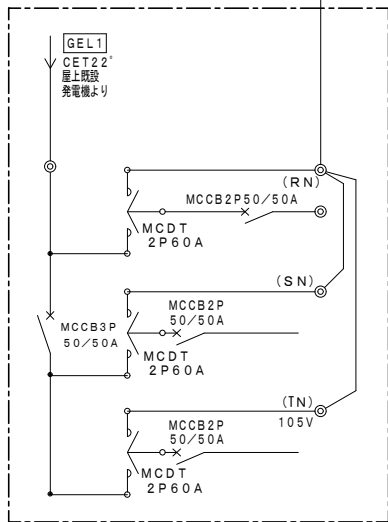 GEL1
CET22°
屋上既設
発電機より
(RN)
MCCB2P50/50A
MCDT
2P60A
(SN)
MCCB2P
50/50A
MCCB3P
50/50A
MCDT
2P60A
(TN)
105V
MCCB2P
50/50A
MCDT
2P60A